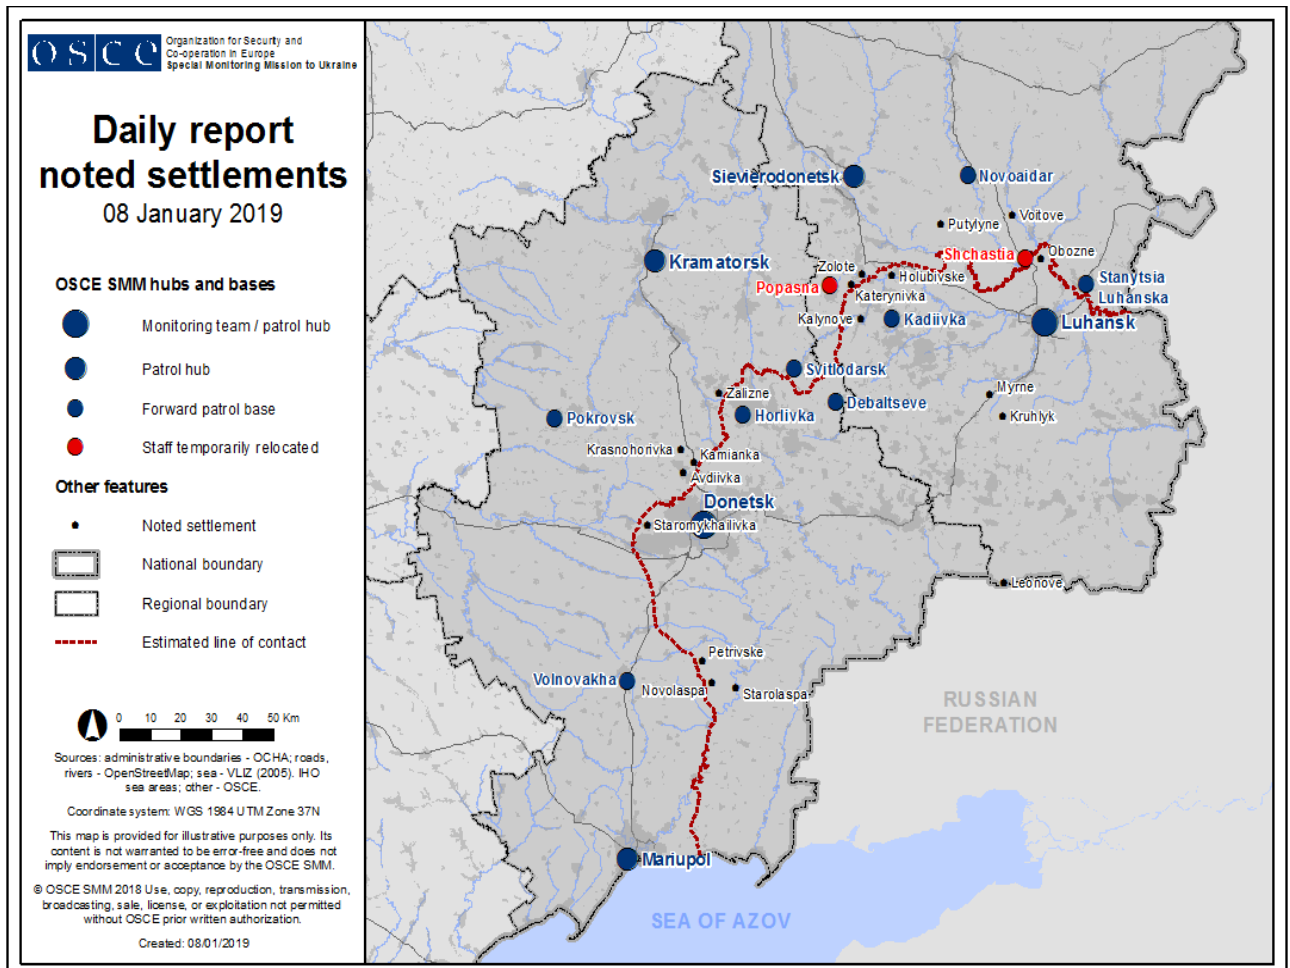 OSCE
Organization for Security and
Co-operation in Europe
Special Monitoring Mission to Ukraine
Daily report
noted settlements
08 January 2019
OSCE SMM hubs and bases
Monitoring team / patrol hub
Patrol hub
Forward patrol base
Staff temporarily relocated
Other features
Noted settlement
National boundary
Regional boundary
Estimated line of contact
0 10 20 30 40 50 Km
Sources: administrative boundaries - OCHA; roads,
rivers - OpenStreetMap; sea - VLIZ (2005). IHO
sea areas; other - OSCE.
Coordinate system: WGS 1984 UTM Zone 37N
This map is provided for illustrative purposes only. Its
content is not warranted to be error-free and does not
imply endorsement or acceptance by the OSCE SMM.
© OSCE SMM 2018 Use, copy, reproduction, transmission,
broadcasting, sale, license, or exploitation not permitted
without OSCE prior written authorization.
Created: 08/01/2019
Sievierodonetsk
Novoaidar
Voitove
Putylyne
Shchastia
Obozne
Kramatorsk
Zolote
Holubivske
Stanytsia
Luhanska
Popasna
Katerynivka
Kalynove
Kadiivka
Luhansk
Svitlodarsk
Zalizne
Myrne
Debaltseve
Horlivka
Kruhlyk
Pokrovsk
Krasnohorivka
Kamianka
Avdiivka
Donetsk
Staromykhailivka
Leonove
Petrivske
Volnovakha
Novolaspa
Starolaspa
RUSSIAN
FEDERATION
Mariupol
SEA OF AZOV